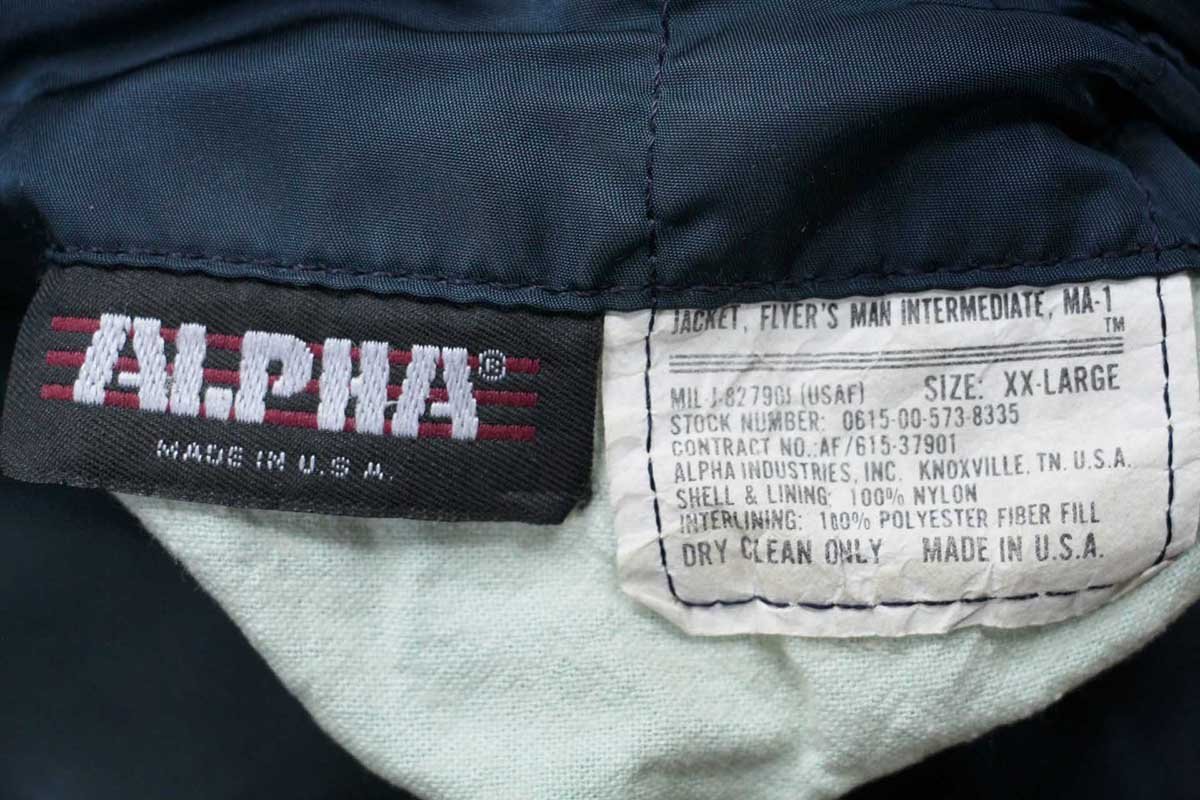 ALPHA®
MADE IN U.S.A.
JACKET, FLYER'S MAN INTERMEDIATE, MA-1
TM
MIL J-82790J (USAF) SIZE: XX-LARGE
STOCK NUMBER: 0615-00-573-8335
CONTRACT NO.:AF/615-37901
ALPHA INDUSTRIES, INC. KNOXVILLE, TN. U.S.A.
SHELL & LINING: 100% NYLON
INTERLINING: 100% POLYESTER FIBER FILL
DRY CLEAN ONLY MADE IN U.S.A.